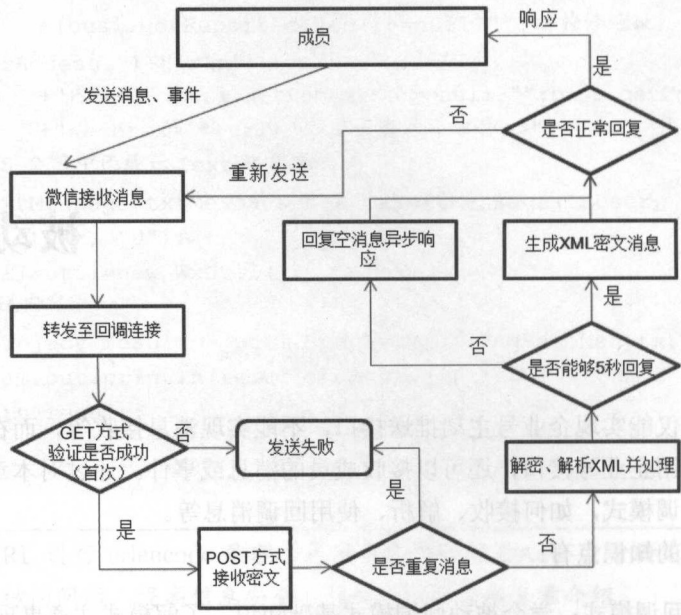 成员
响应
是
发送消息、事件
否
是否正常回复
重新发送
微信接收消息
回复空消息异步响
应
生成XML密文消息
是
转发至回调连接
否
是否能够5秒回复
GET方式
验证是否成功
（首次）
否
发送失败
解密、解析XML并处理
是
是
POST方式
接收密文
是否重复消息
否